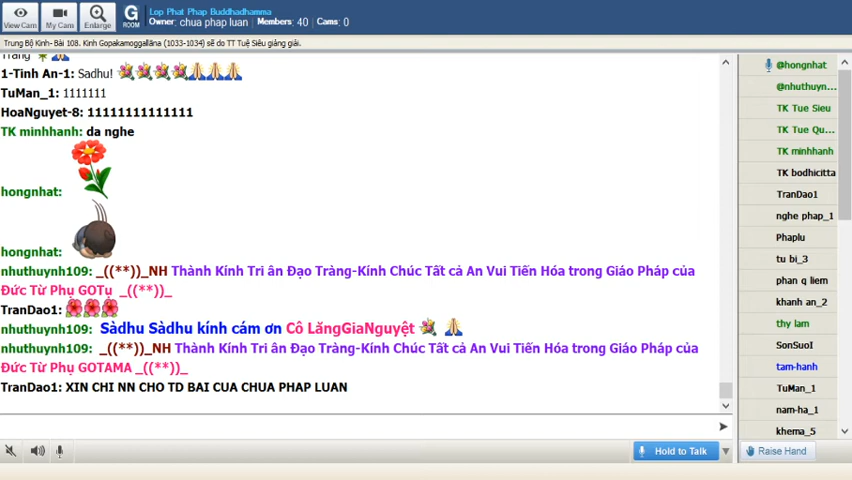 View Cam
My Cams
Enlarge
G
ROOM
Lop Phat Phap Buddhadhamma
Owner: chua phap luan Members: 40 Cams: 0
Trung Bộ Kinh- Bài 108. Kinh Gopakamoggallāna (1033-1034) sẽ do TT Tuệ Siêu giảng giải.
Tràng
1-Tinh An-1: Sadhu!
TuMan_1: 1111111
HoaNguyet-8: 11111111111111
TK minhhanh: da nghe
hongnhat:
hongnhat:
nhuthuynh109: _((**))_NH Thành Kính Tri ân Đạo Tràng-Kính Chúc Tất cả An Vui Tiến Hóa trong Giáo Pháp của
Đức Từ Phụ GOTụ _((**))_
TranDao1:
nhuthuynh109: Sàdhu Sàdhu kính cám ơn Cô LăngGiaNguyệt
nhuthuynh109: _((**))_NH Thành Kính Tri ân Đạo Tràng-Kính Chúc Tất cả An Vui Tiến Hóa trong Giáo Pháp của
Đức Từ Phụ GOTAMA _((**))_
TranDao1: XIN CHI NN CHO TD BAI CUA CHUA PHAP LUAN
Hold to Talk
@hongnhat
@nhuthuyn...
TK Tue Sieu
TK Tue Qu...
TK minhhanh
TK bodhicitta
TranDao1
nghe phap_1
Phaplu
tu bi_3
phan q liem
khanh an_2
thy lam
SonSuoI
tam-hanh
TuMan_1
nam-ha_1
khema_5
Raise Hand